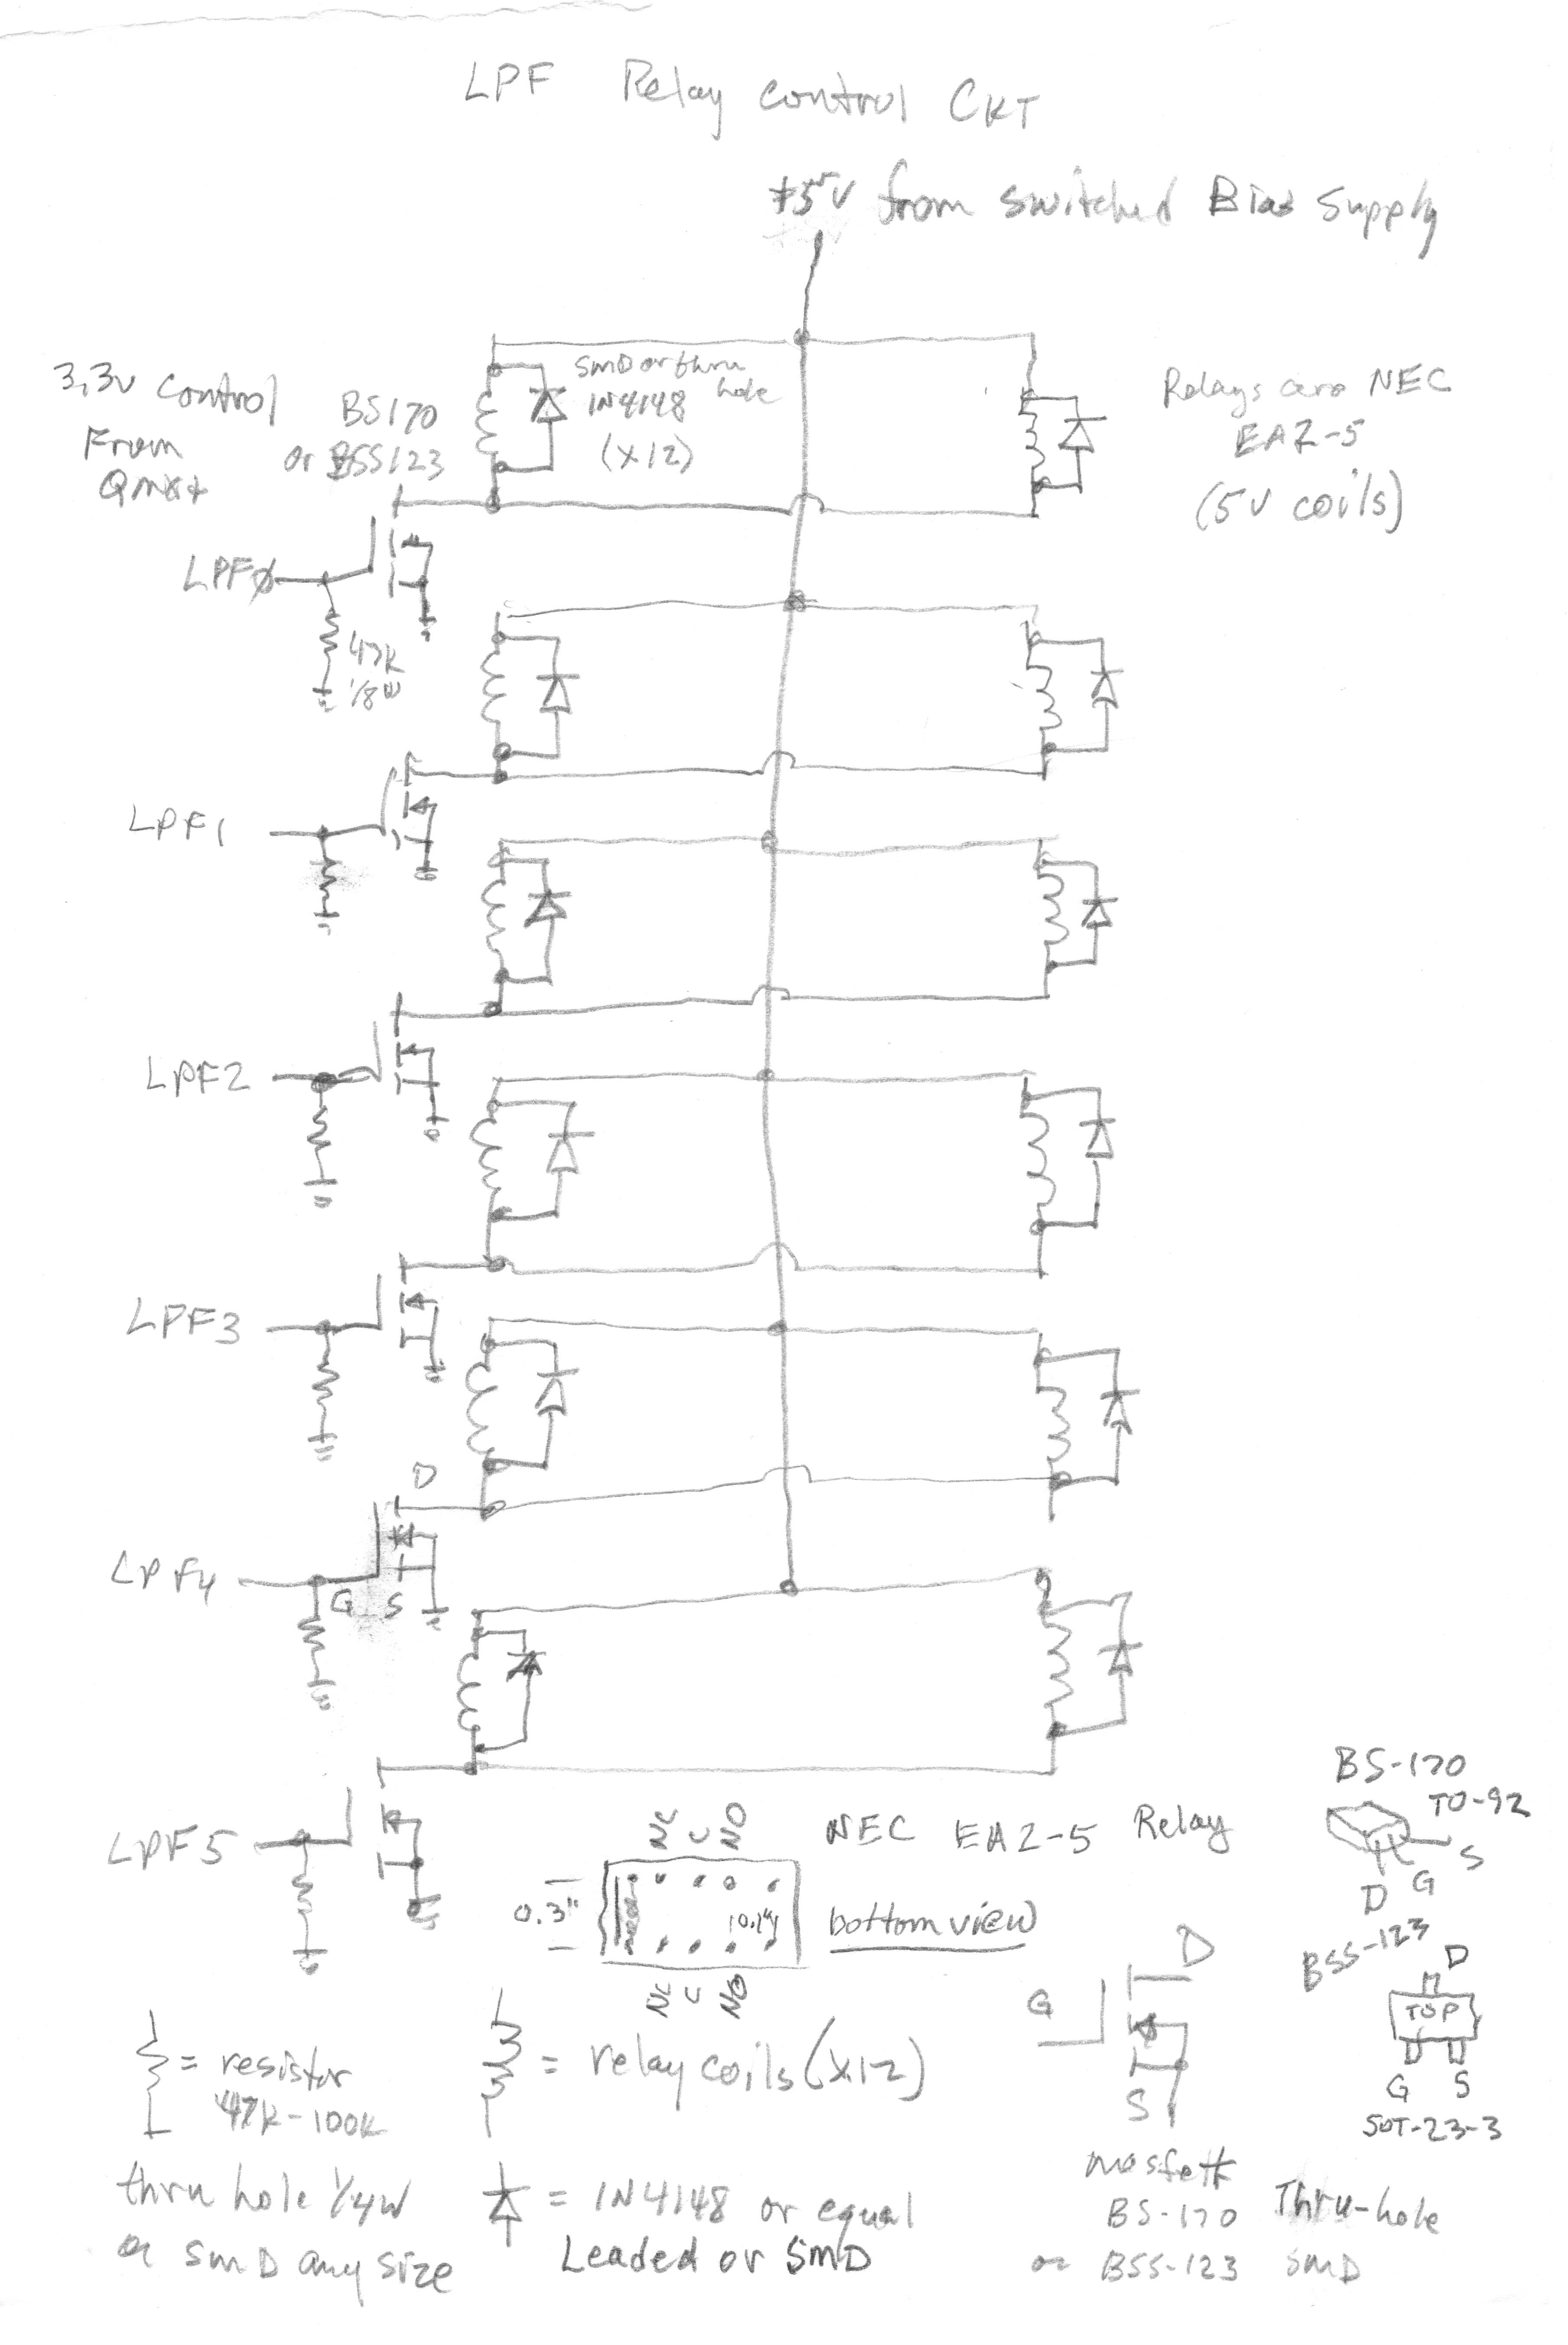 LPF Relay control CKT
+5V from switched Bias Supply
3.3v control
From
Qmx+
BS170
or BSS123
smD or thru
hole
1N4148
(x12)
Relays are NEC
EA2-5
(5V coils)
LPF0
47K
1/8W
LPF1
LPF2
LPF3
D
LPF4
G S
LPF5
NC C NO
NEC EA2-5 Relay
0.3"
0.1"
bottom view
NC C NO
BS-170
TO-92
S
G
D
BSS-123
D
TOP
G S
SOT-23-3
D
G
S
= resistor
47K-100K
thru hole 1/4W
or SmD any size
= relay coils (x12)
= 1N4148 or equal
Leaded or SmD
mosfett
BS-170 Thru-hole
or BSS-123 SmD